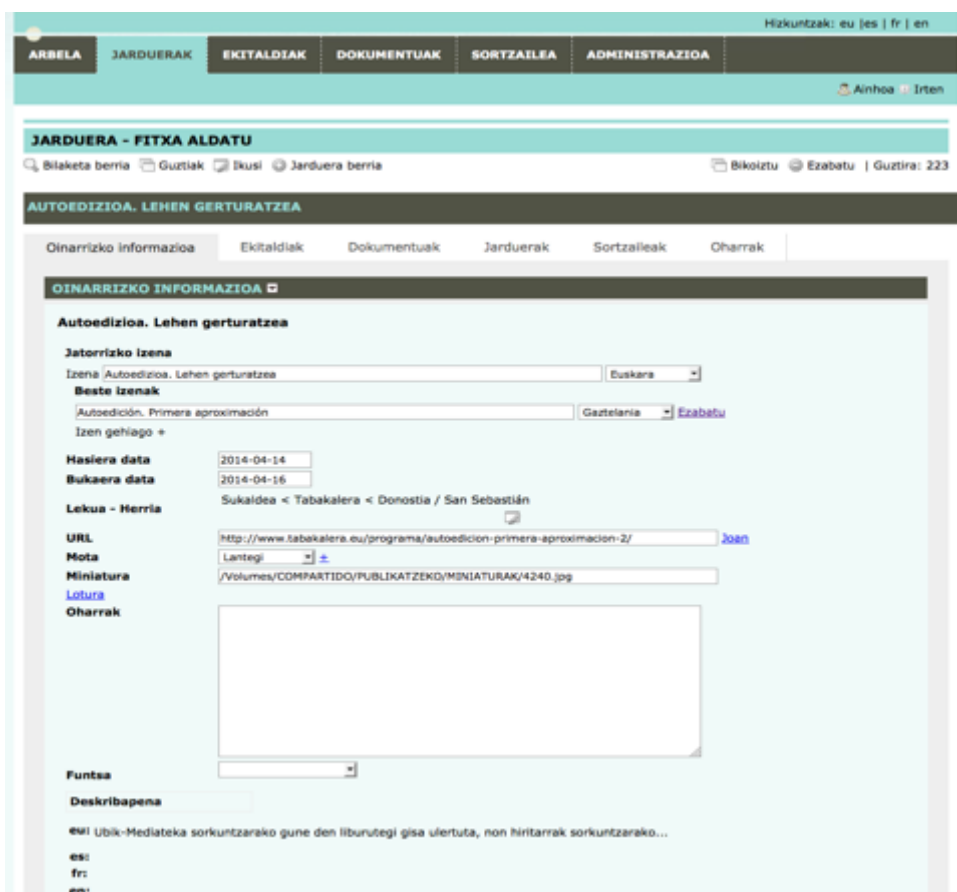 Hizkuntzak: eu |es | fr | en
ARBELA JARDUERAK EKITALDIAK DOKUMENTUAK SORTZAILEA ADMINISTRAZIOA
Ainhoa Irten
JARDUERA - FITXA ALDATU
Bilaketa berria Guztiak Ikusi Jarduera berria Bikoiztu Ezabatu | Guztira: 223
AUTOEDIZIOA. LEHEN GERTURATZEA
Oinarrizko informazioa Ekitaldiak Dokumentuak Jarduerak Sortzaileak Oharrak
OINARRIZKO INFORMAZIOA
Autoedizioa. Lehen gerturatzea
Jatorrizko izena
Izena Autoedizioa. Lehen gerturatzea Euskara
Beste izenak
Autoedición. Primera aproximación Gaztelania Ezabatu
Izen gehiago +
Hasiera data 2014-04-14
Bukaera data 2014-04-16
Lekua - Herria Sukaldea < Tabakalera < Donostia / San Sebastián
URL http://www.tabakalera.eu/programa/autoedicion-primera-aproximacion-2/ Joan
Mota Lantegi +
Miniatura /Volumes/COMPARTIDO/PUBLIKATZEKO/MINIATURAK/4240.jpg
Lotura
Oharrak
Funtsa
Deskribapena
eu: Ubik-Mediateka sorkuntzarako gune den liburutegi gisa ulertuta, non hiritarrak sorkuntzarako...
es:
fr:
en: